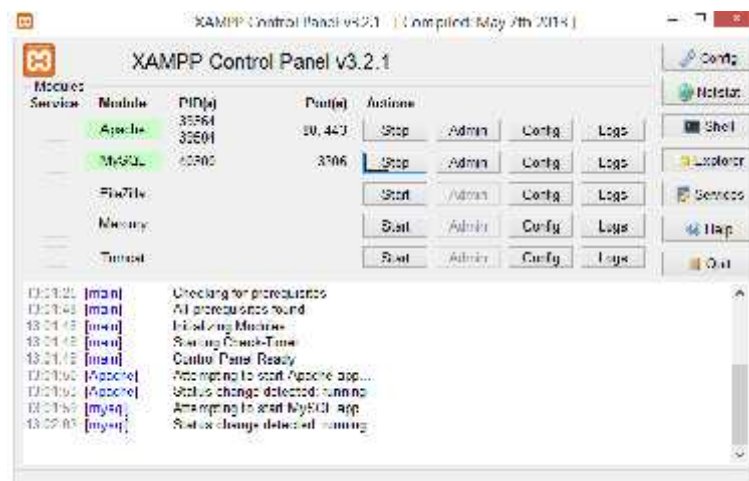 XAMPP Control Panel v3.2.1 [ Compiled: May 7th 2013 ]
XAMPP Control Panel v3.2.1
Config
Modules
Service Module PID(s) Port(s) Actions
Netstat
Apache 80, 443 Stop Admin Config Logs
Shell
MySQL 3306 Stop Admin Config Logs
Explorer
FileZilla Start Admin Config Logs
Services
Mercury Start Admin Config Logs
Help
Tomcat Start Admin Config Logs
Quit
[main] Checking for prerequisites
[main] All prerequisites found
[main] Initializing Modules
[main] Starting Check-Timer
[main] Control Panel Ready
[Apache] Attempting to start Apache app...
[Apache] Status change detected: running
[mysql] Attempting to start MySQL app...
[mysql] Status change detected: running